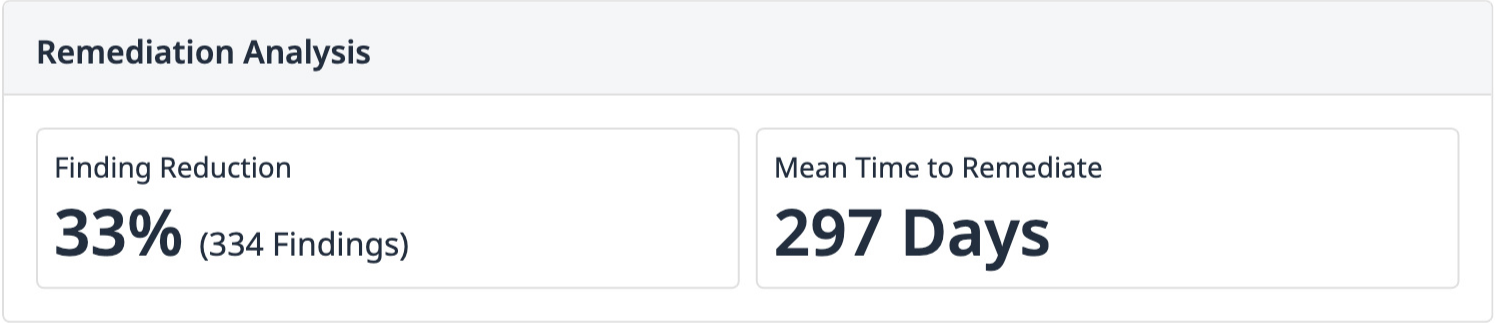 Remediation Analysis
Finding Reduction
33% (334 Findings)
Mean Time to Remediate
297 Days